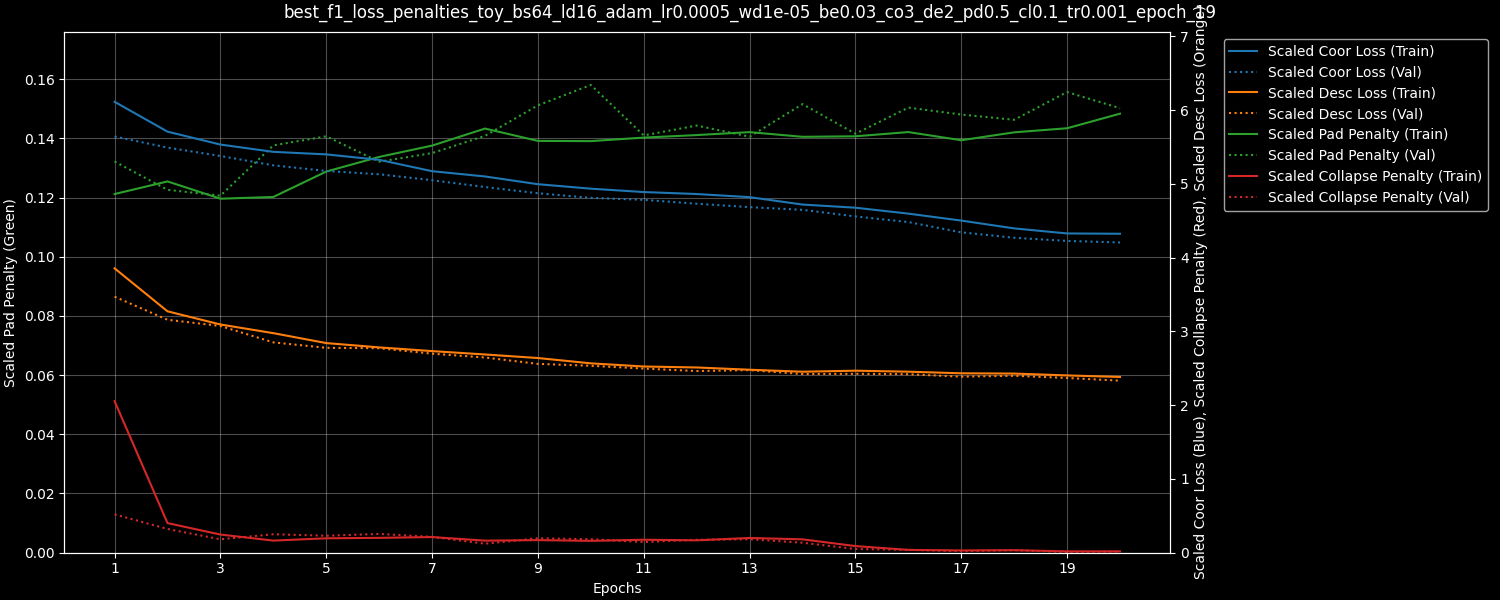 best_f1_loss_penalties_toy_bs64_ld16_adam_lr0.0005_wd1e-05_be0.03_co3_de2_pd0.5_cl0.1_tr0.001_epoch_19
Scaled Pad Penalty (Green)
0.16
0.14
0.12
0.10
0.08
0.06
0.04
0.02
0.00
1
3
5
7
9
11
13
15
17
19
Epochs
7
6
5
4
3
2
1
0
Scaled Coor Loss (Blue), Scaled Collapse Penalty (Red), Scaled Desc Loss (Orange)
Scaled Coor Loss (Train)
Scaled Coor Loss (Val)
Scaled Desc Loss (Train)
Scaled Desc Loss (Val)
Scaled Pad Penalty (Train)
Scaled Pad Penalty (Val)
Scaled Collapse Penalty (Train)
Scaled Collapse Penalty (Val)